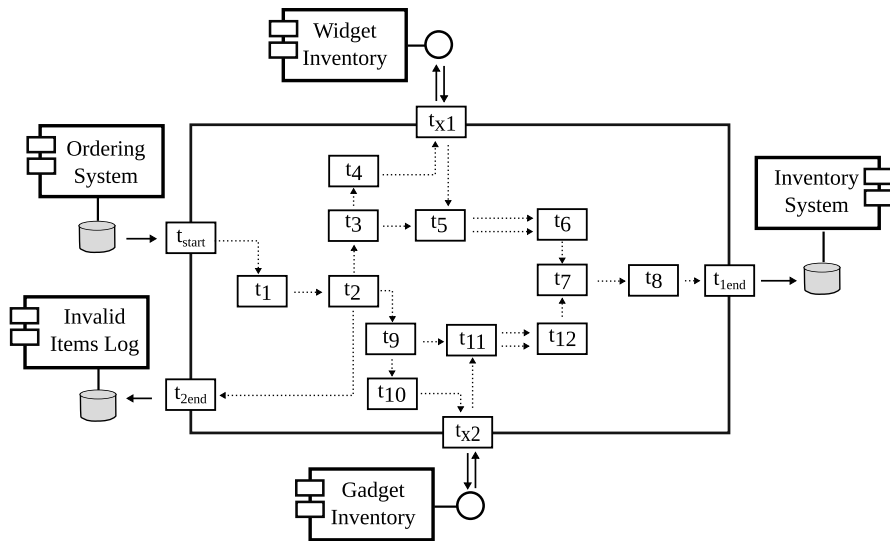 Widget
Inventory
tx1
Ordering
System
t4
Inventory
System
t3
t5
t6
tstart
t1
t2
t7
t8
t1end
Invalid
Items Log
t9
t11
t12
t2end
t10
tx2
Gadget
Inventory